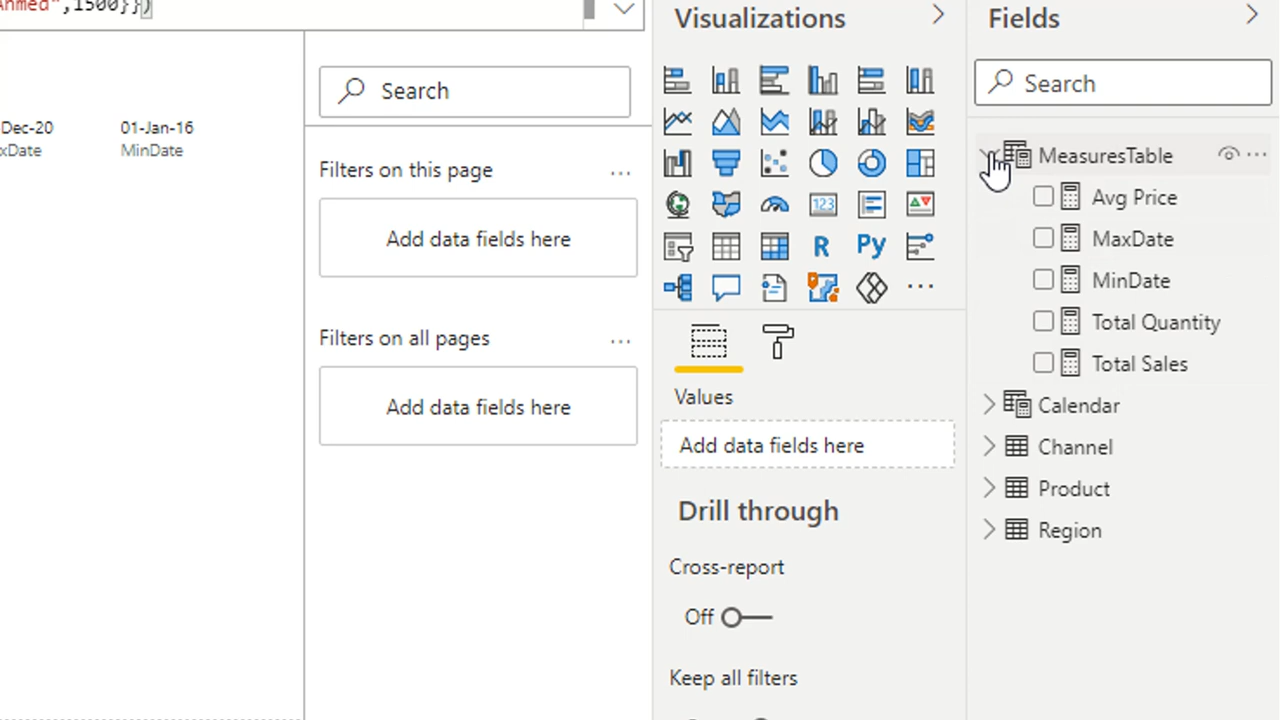 Ahmed",1500}})
Dec-20
01-Jan-16
xDate
MinDate
Search
Filters on this page
...
Add data fields here
Filters on all pages
...
Add data fields here
Visualizations
123
R
Py
...
Values
Add data fields here
Drill through
Cross-report
Off
Keep all filters
Fields
Search
MeasuresTable
...
Avg Price
MaxDate
MinDate
Total Quantity
Total Sales
Calendar
Channel
Product
Region